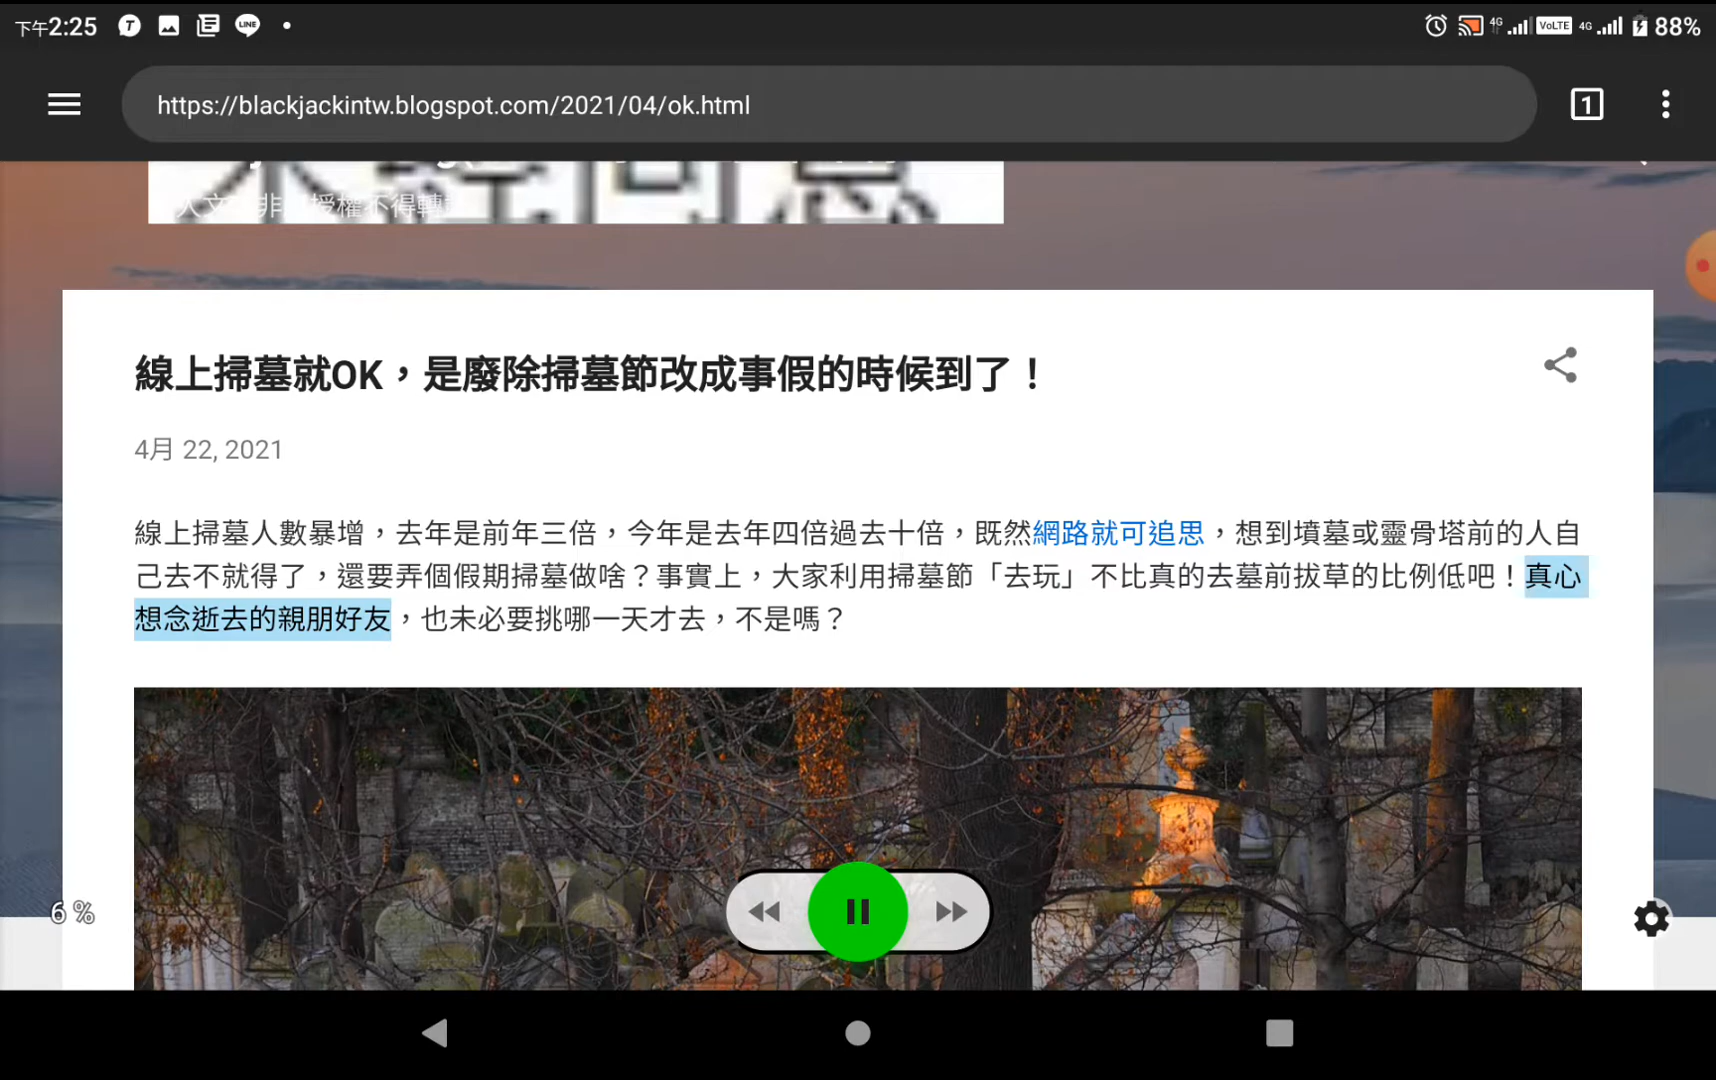 下午2:25
LINE
4G
VoLTE
4G
88%
https://blackjackintw.blogspot.com/2021/04/ok.html
1
線上掃墓就OK，是廢除掃墓節改成事假的時候到了！
4月 22, 2021
線上掃墓人數暴增，去年是前年三倍，今年是去年四倍過去十倍，既然網路就可追思，想到墳墓或靈骨塔前的人自
己去不就得了，還要弄個假期掃墓做啥？事實上，大家利用掃墓節「去玩」不比真的去墓前拔草的比例低吧！真心
想念逝去的親朋好友，也未必要挑哪一天才去，不是嗎？
6 %